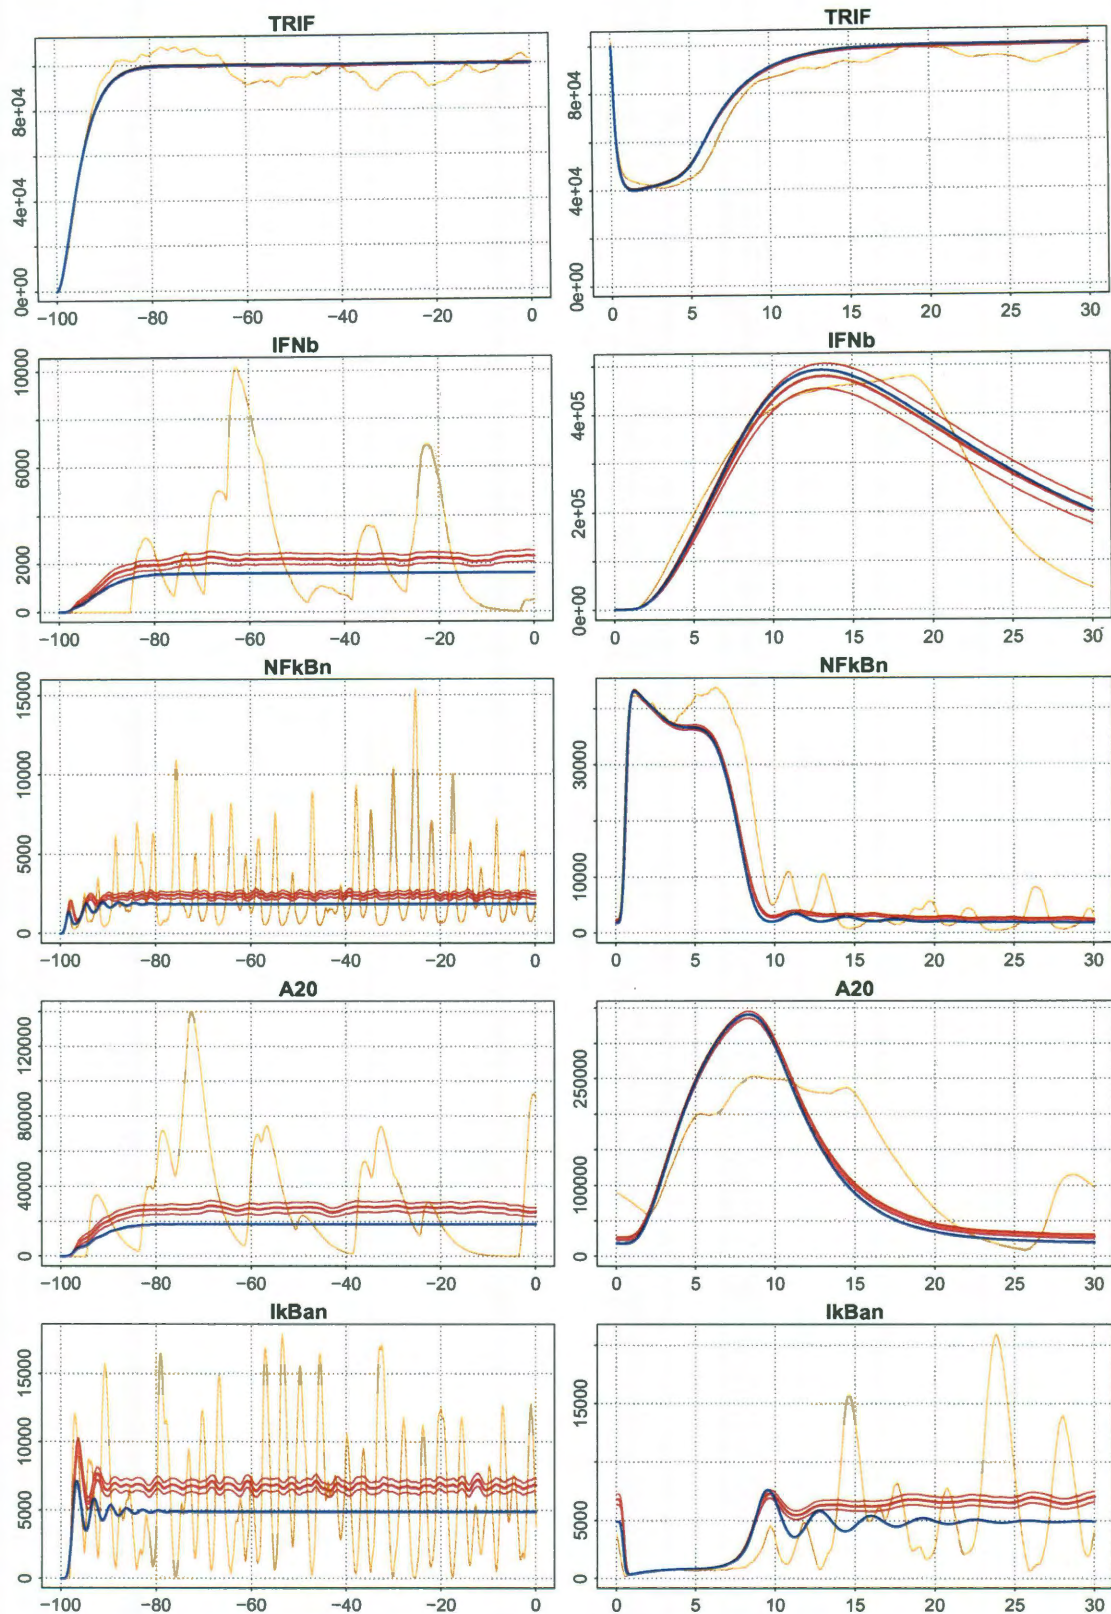 TRIF
0e+00 4e+04 8e+04
−100 −80 −60 −40 −20 0
TRIF
0e+00 4e+04 8e+04
0 5 10 15 20 25 30
IFNb
0 2000 6000 10000
−100 −80 −60 −40 −20 0
IFNb
0e+00 2e+05 4e+05
0 5 10 15 20 25 30
NFkBn
0 5000 10000 15000
−100 −80 −60 −40 −20 0
NFkBn
0 10000 30000
0 5 10 15 20 25 30
A20
0 40000 80000 120000
−100 −80 −60 −40 −20 0
A20
0 100000 250000
0 5 10 15 20 25 30
IkBan
0 5000 10000 15000
−100 −80 −60 −40 −20 0
IkBan
0 5000 15000
0 5 10 15 20 25 30